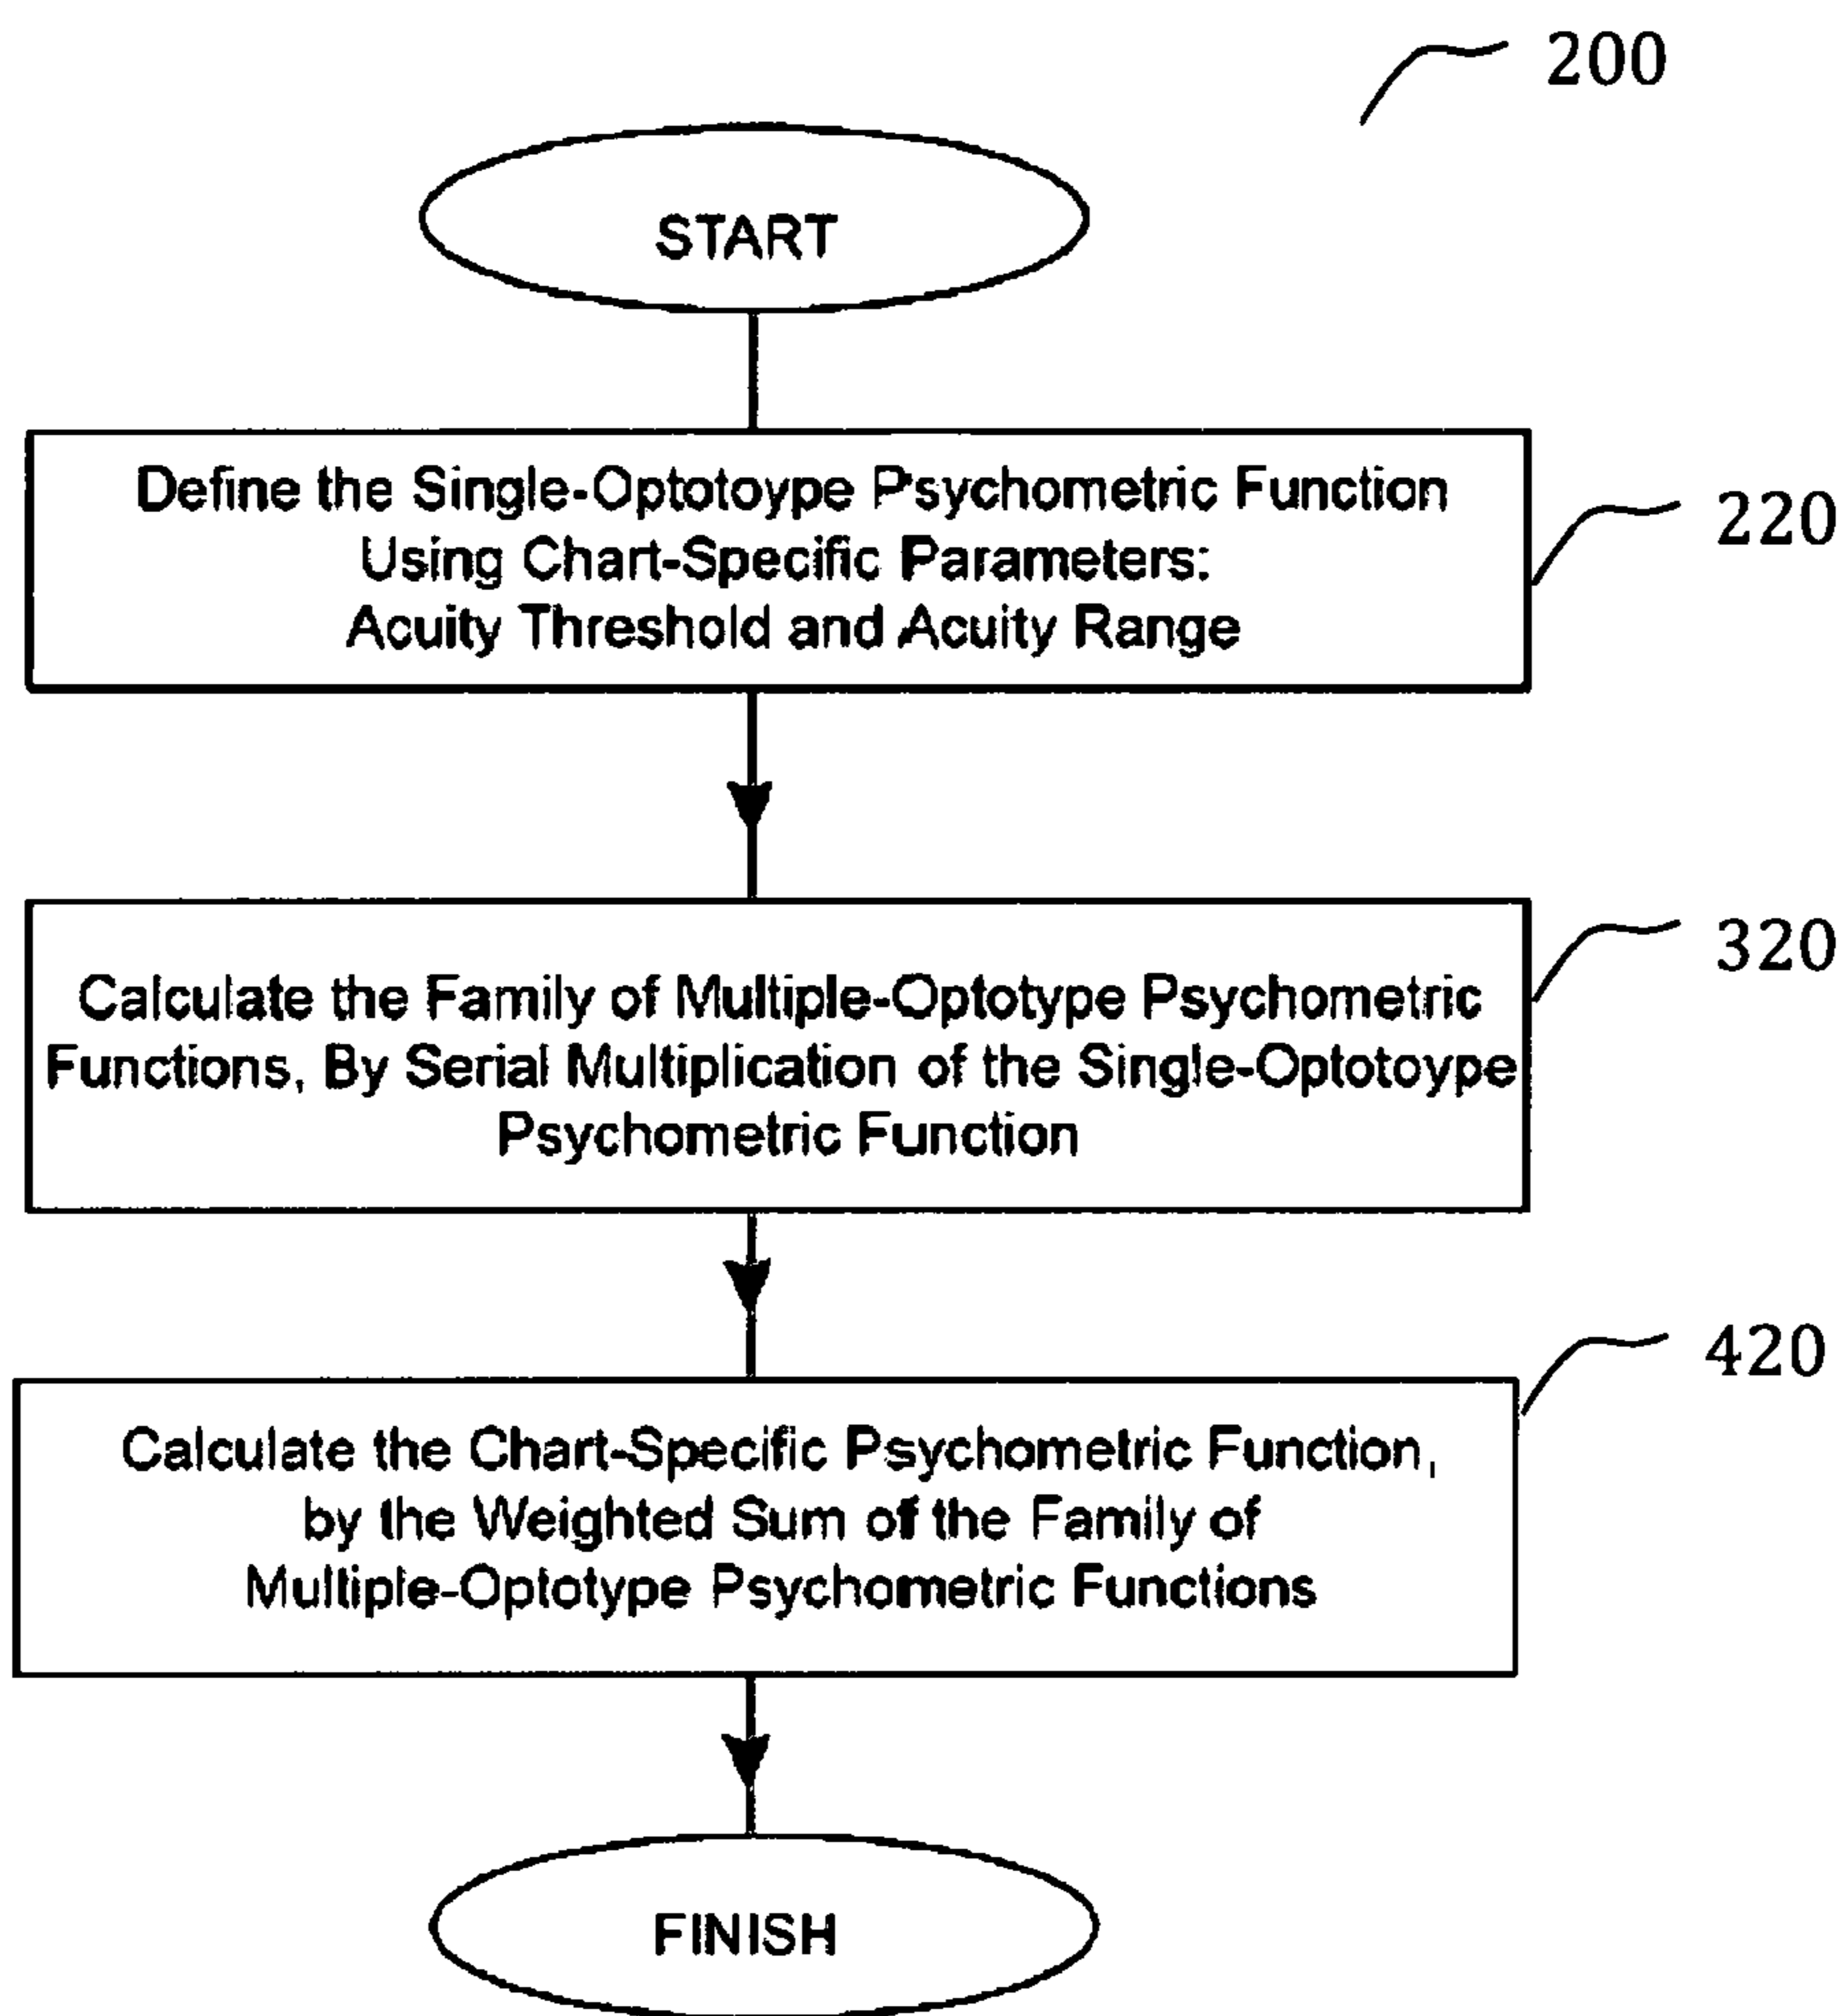 200
START
Define the Single-Optotoype Psychometric Function
Using Chart-Specific Parameters:
Acuity Threshold and Acuity Range
220
Calculate the Family of Multiple-Optotype Psychometric
Functions, By Serial Multiplication of the Single-Optotoype
Psychometric Function
320
Calculate the Chart-Specific Psychometric Function,
by the Weighted Sum of the Family of
Multiple-Optotype Psychometric Functions
420
FINISH